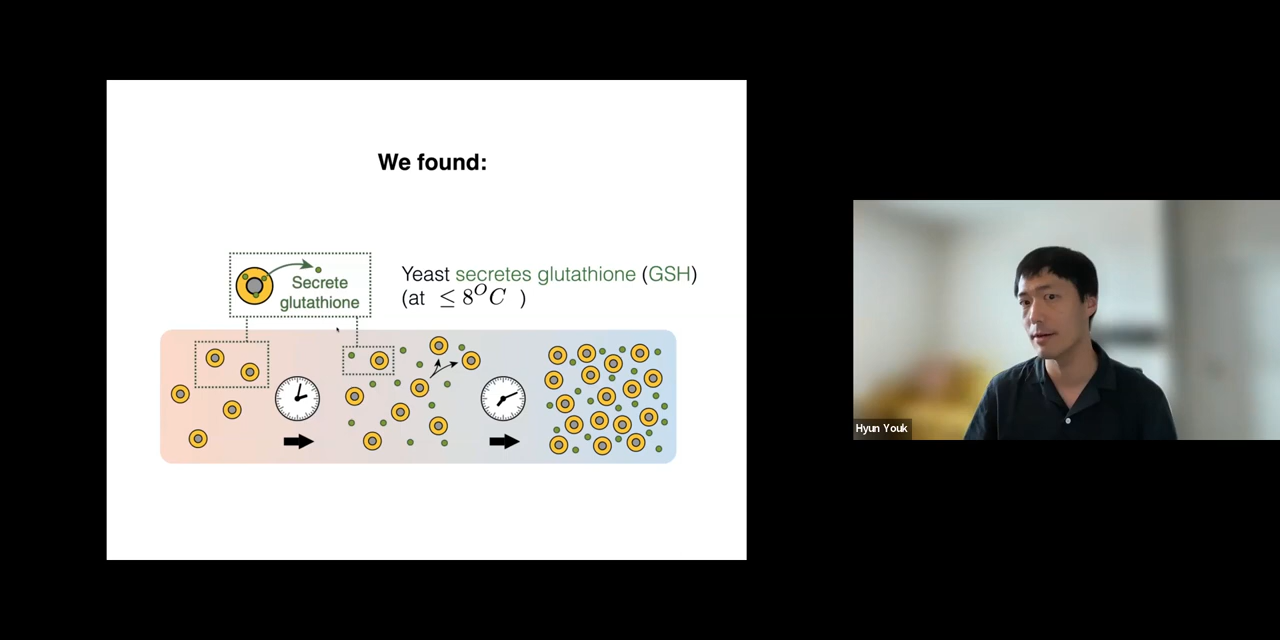 We found:
Secrete
glutathione
Yeast secretes glutathione (GSH)
(at ≤ 8°C )
Hyun Youk